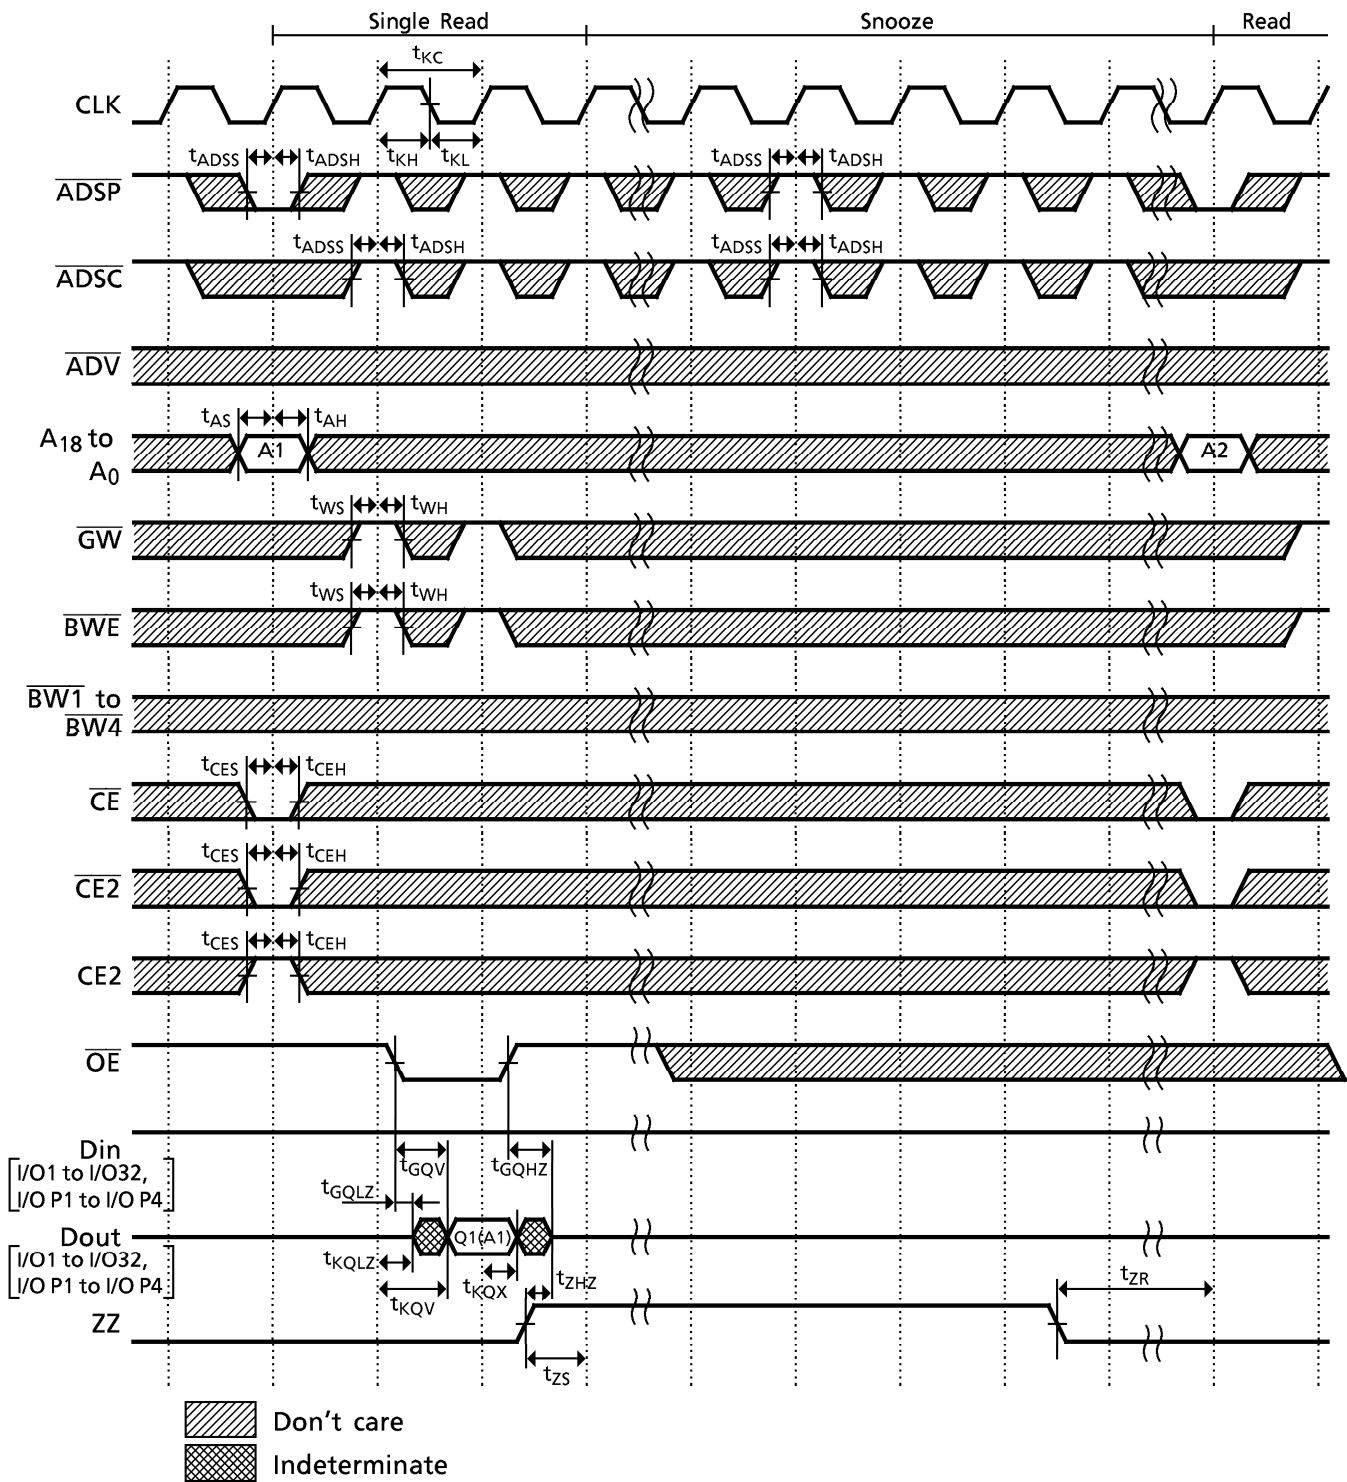 Single Read Snooze Read
tKC
CLK
tKH tKL
tADSS tADSH tADSS tADSH
ADSP
tADSS tADSH tADSS tADSH
ADSC
ADV
tAS tAH
A18 to
A0
A1 A2
tWS tWH
GW
tWS tWH
BWE
BW1 to
BW4
tCES tCEH
CE
tCES tCEH
CE2
tCES tCEH
CE2
OE
Din
[I/O1 to I/O32,
I/O P1 to I/O P4]
tGQV tGQHZ
tGQLZ
Dout
[I/O1 to I/O32,
I/O P1 to I/O P4]
Q1(A1)
tKQLZ tKQX tZHZ tZR
tKQV
ZZ
tZS
Don't care
Indeterminate